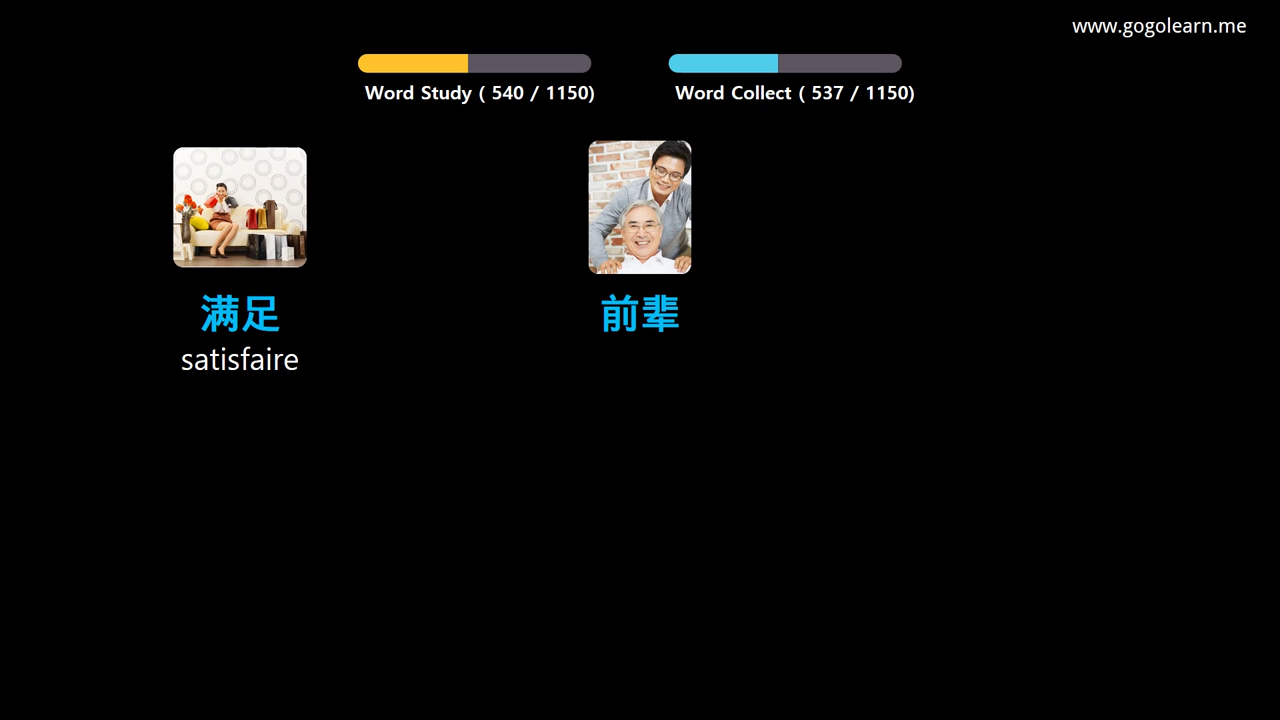 www.gogolearn.me
Word Study ( 540 / 1150)
Word Collect ( 537 / 1150)
满足
satisfaire
前辈